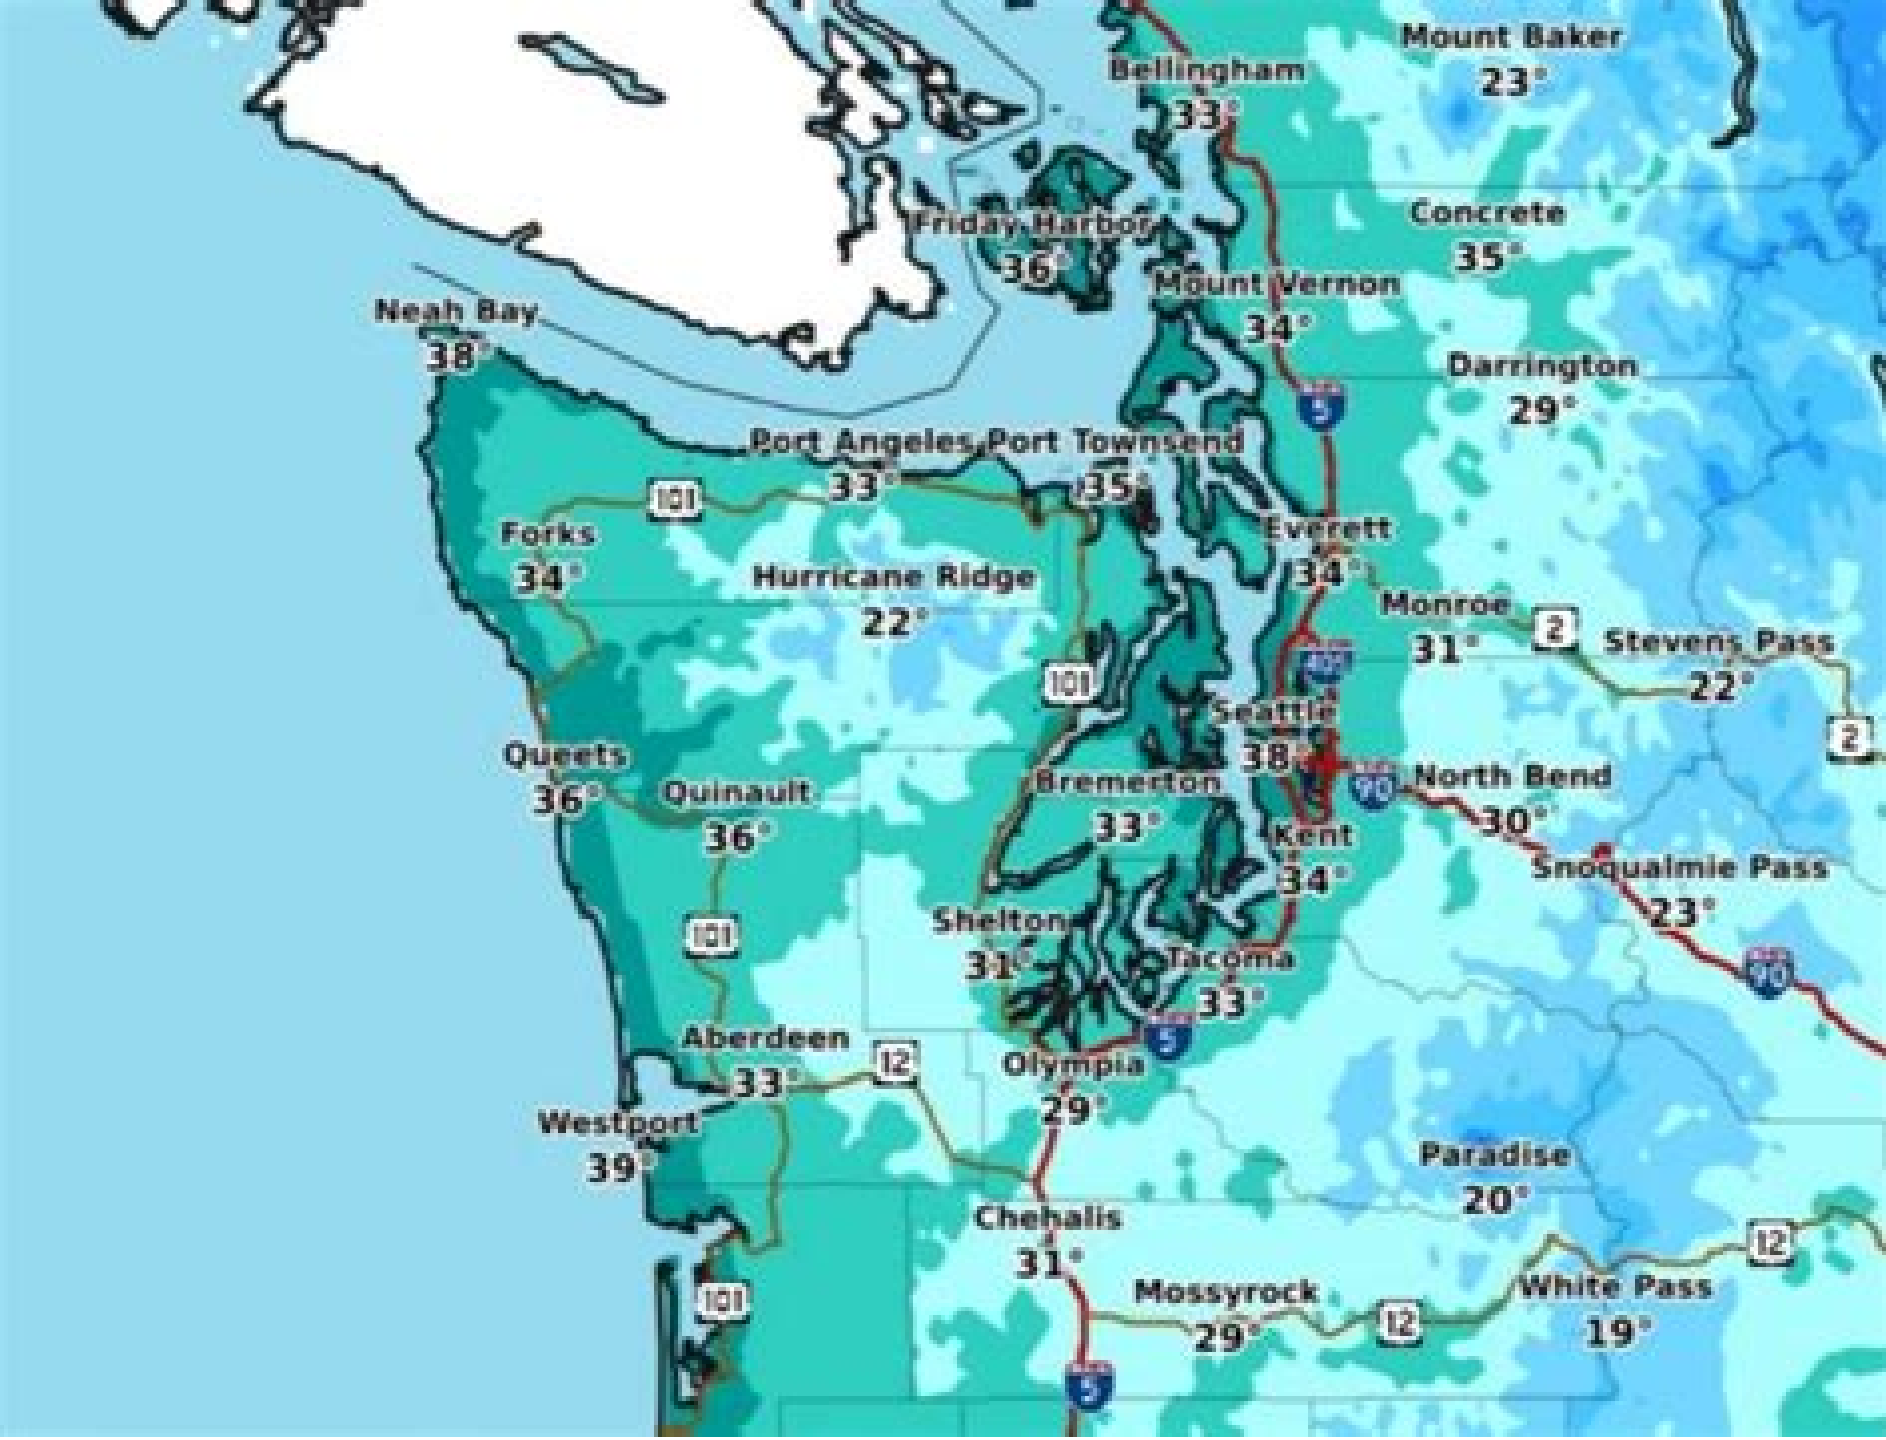 Mount Baker
23°
Bellingham
33°
Concrete
35°
Friday Harbor
36°
Mount Vernon
34°
Neah Bay
38°
Darrington
29°
5
Port Angeles
33°
Port Townsend
35°
101
Forks
34°
Everett
34°
Hurricane Ridge
22°
Monroe
31°
2
Stevens Pass
22°
405
101
Seattle
38°
2
Queets
36°
Quinault
36°
Bremerton
33°
90
North Bend
30°
Kent
34°
Snoqualmie Pass
23°
Shelton
31°
101
Tacoma
33°
90
Aberdeen
33°
12
5
Olympia
29°
Westport
39°
Paradise
20°
Chehalis
31°
12
101
Mossyrock
29°
12
White Pass
19°
5